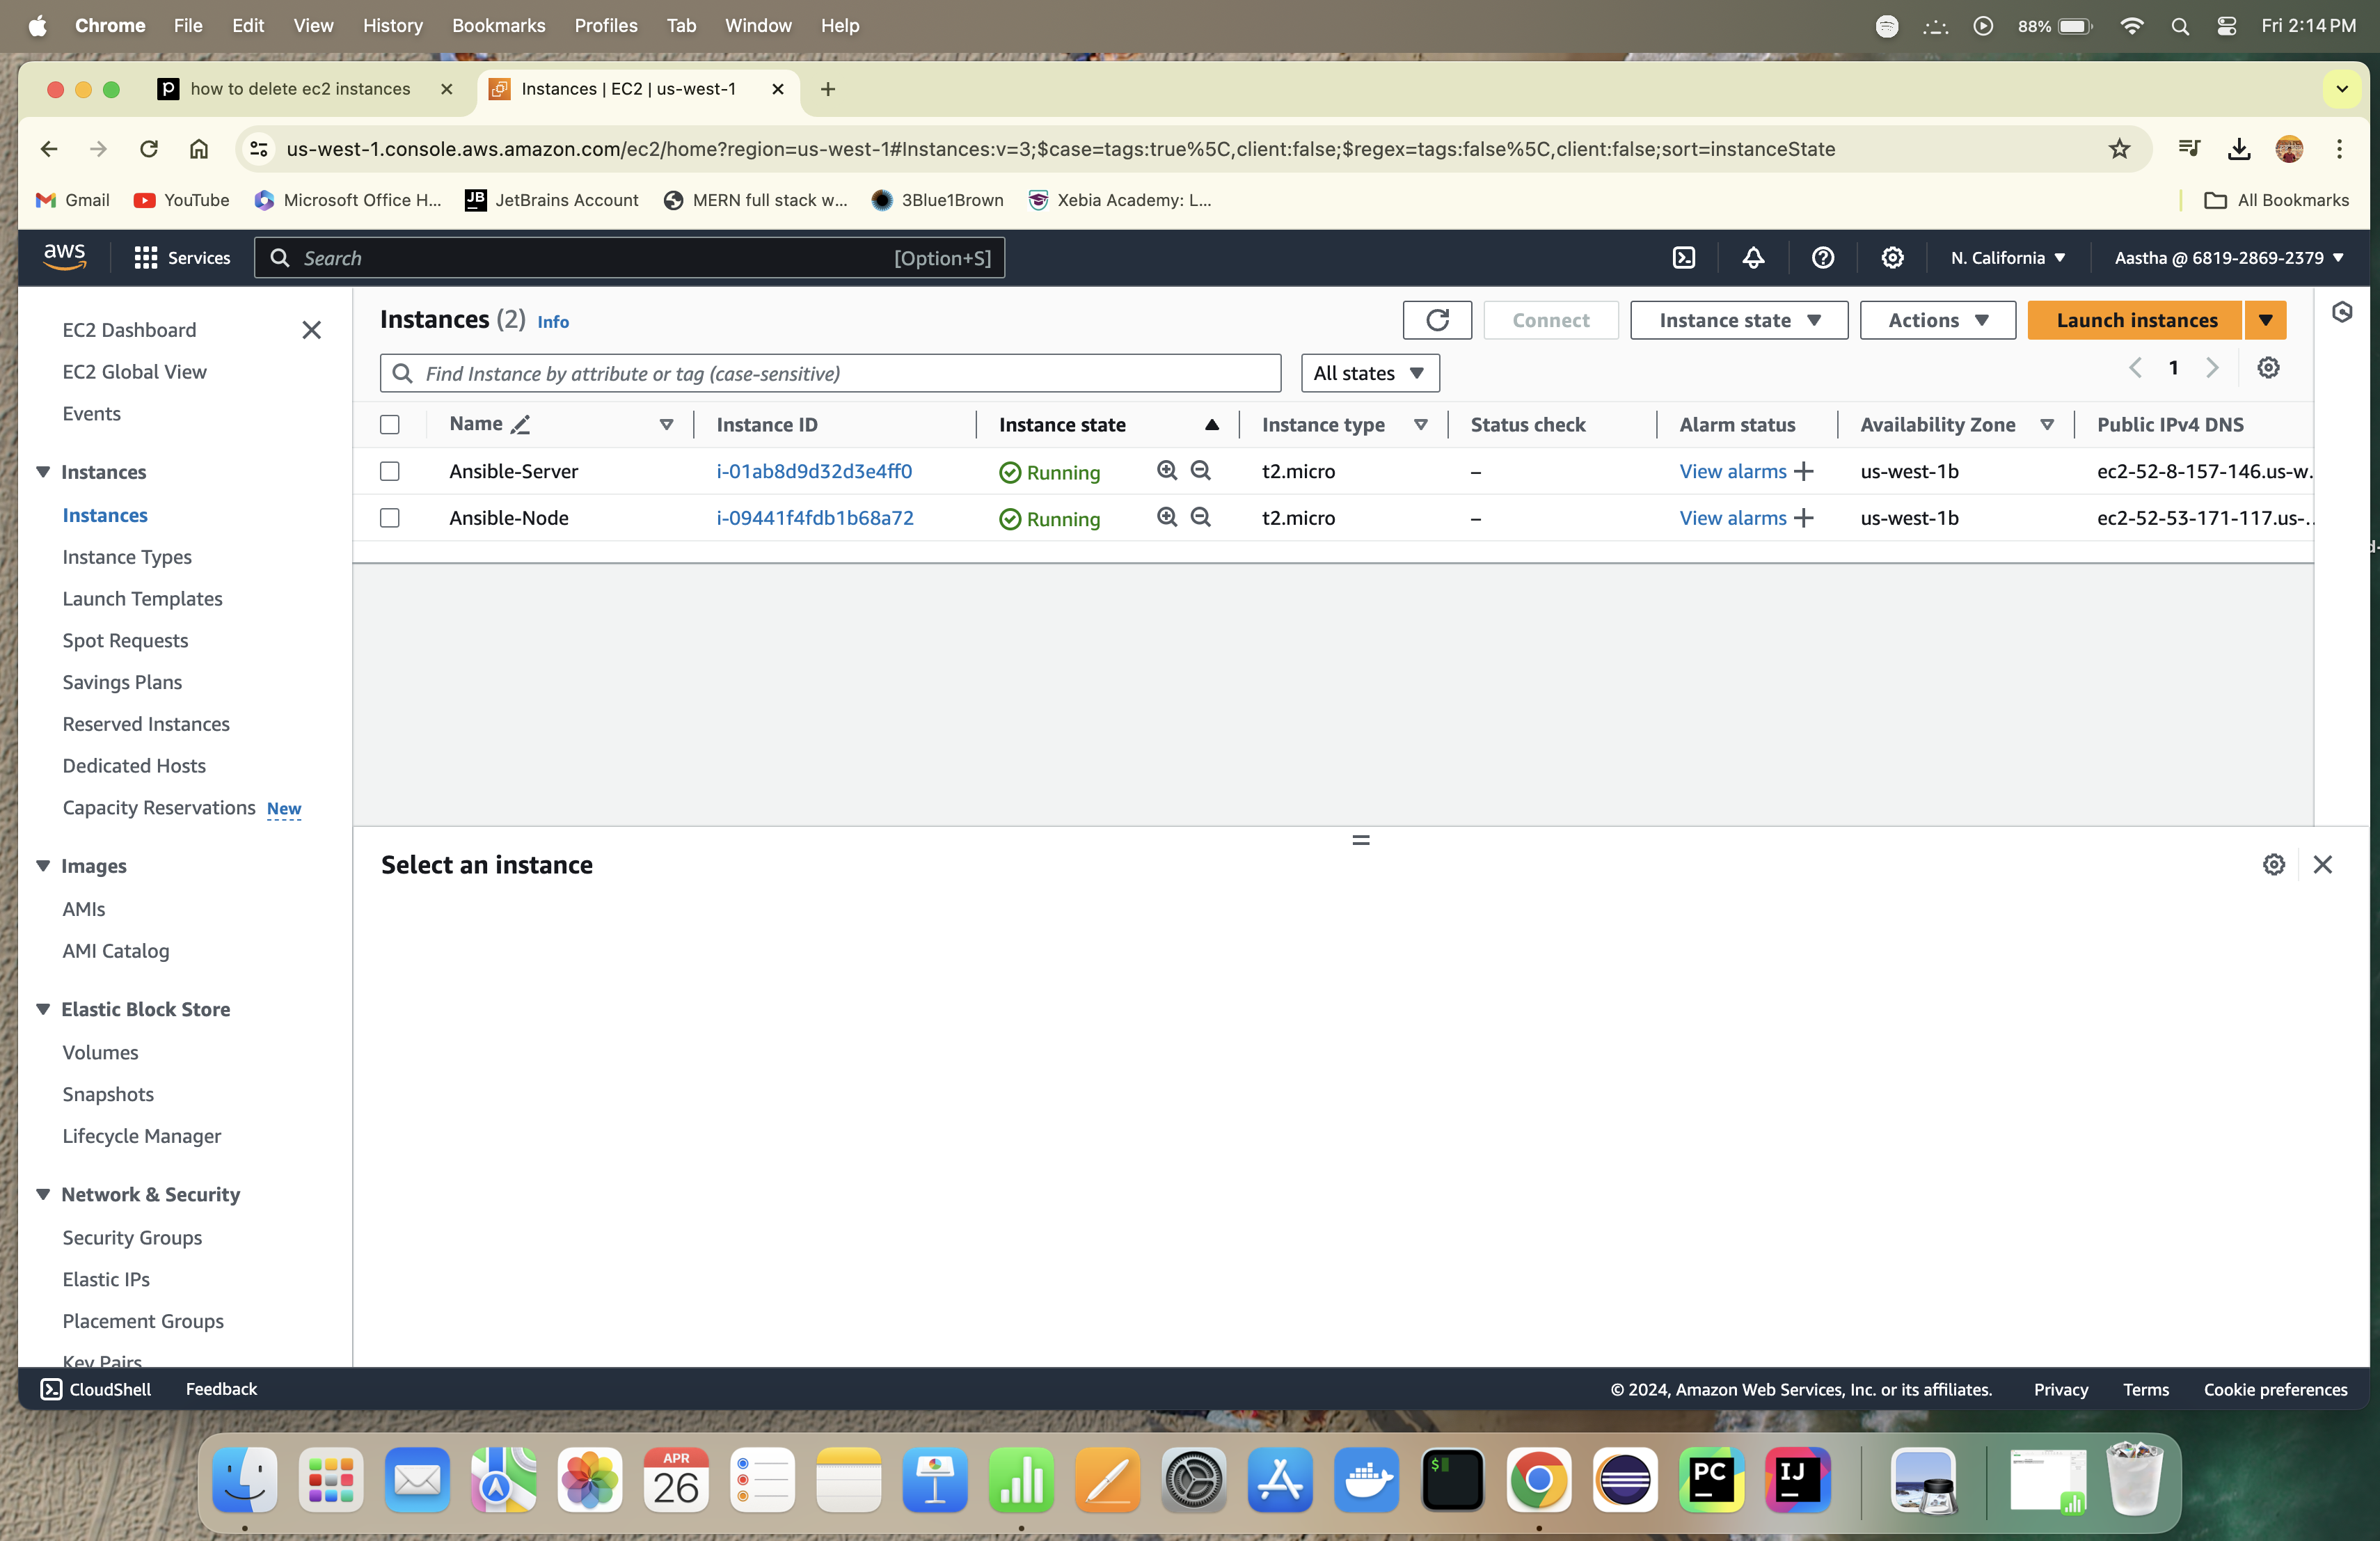 Chrome File Edit View History Bookmarks Profiles Tab Window Help 88% Fri 2:14 PM
how to delete ec2 instances Instances | EC2 | us-west-1
us-west-1.console.aws.amazon.com/ec2/home?region=us-west-1#Instances:v=3;$case=tags:true%5C,client:false;$regex=tags:false%5C,client:false;sort=instanceState
Gmail YouTube Microsoft Office H... JetBrains Account MERN full stack w... 3Blue1Brown Xebia Academy: L... All Bookmarks
aws Services Search [Option+S] N. California Aastha @ 6819-2869-2379
EC2 Dashboard
EC2 Global View
Events
Instances
Instances
Instance Types
Launch Templates
Spot Requests
Savings Plans
Reserved Instances
Dedicated Hosts
Capacity Reservations New
Images
AMIs
AMI Catalog
Elastic Block Store
Volumes
Snapshots
Lifecycle Manager
Network & Security
Security Groups
Elastic IPs
Placement Groups
Key Pairs
Instances (2) Info Connect Instance state Actions Launch instances
Find Instance by attribute or tag (case-sensitive) All states 1
Name Instance ID Instance state Instance type Status check Alarm status Availability Zone Public IPv4 DNS
Ansible-Server i-01ab8d9d32d3e4ff0 Running t2.micro – View alarms + us-west-1b ec2-52-8-157-146.us-w...
Ansible-Node i-09441f4fdb1b68a72 Running t2.micro – View alarms + us-west-1b ec2-52-53-171-117.us-...
Select an instance
CloudShell Feedback © 2024, Amazon Web Services, Inc. or its affiliates. Privacy Terms Cookie preferences
APR
26
$
PC
IJ